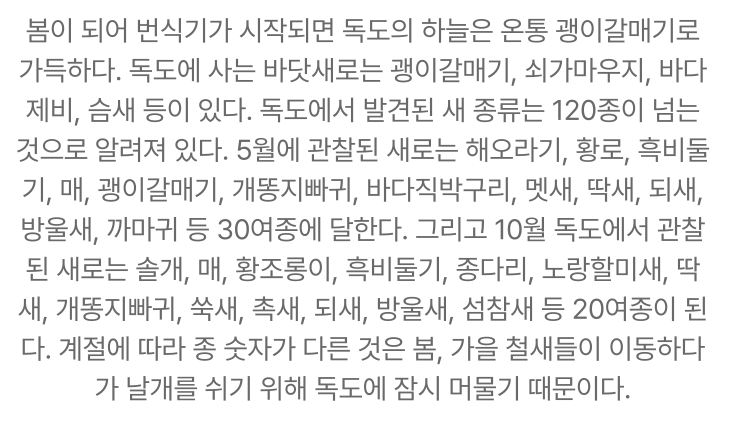 봄이 되어 번식기가 시작되면 독도의 하늘은 온통 괭이갈매기로
가득하다. 독도에 사는 바닷새로는 괭이갈매기, 쇠가마우지, 바다
제비, 슴새 등이 있다. 독도에서 발견된 새 종류는 120종이 넘는
것으로 알려져 있다. 5월에 관찰된 새로는 해오라기, 황로, 흑비둘
기, 매, 괭이갈매기, 개똥지빠귀, 바다직박구리, 멧새, 딱새, 되새,
방울새, 까마귀 등 30여종에 달한다. 그리고 10월 독도에서 관찰
된 새로는 솔개, 매, 황조롱이, 흑비둘기, 종다리, 노랑할미새, 딱
새, 개똥지빠귀, 쑥새, 촉새, 되새, 방울새, 섬참새 등 20여종이 된
다. 계절에 따라 종 숫자가 다른 것은 봄, 가을 철새들이 이동하다
가 날개를 쉬기 위해 독도에 잠시 머물기 때문이다.